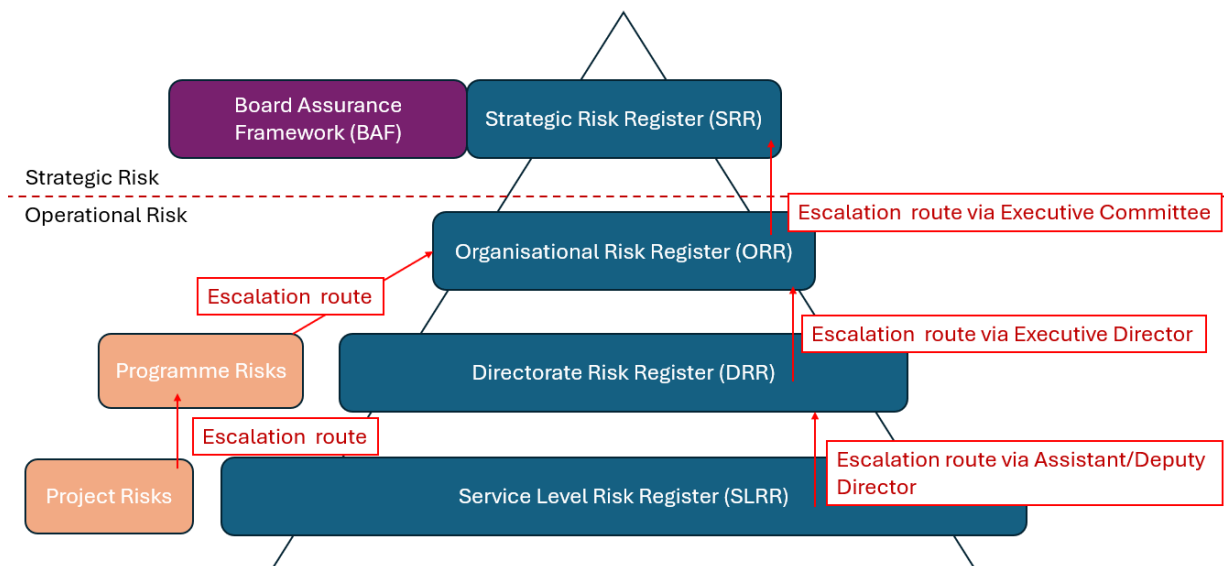 Board Assurance
Framework (BAF)
Strategic Risk Register (SRR)
Strategic Risk
Operational Risk
Escalation route via Executive Committee
Organisational Risk Register (ORR)
Escalation route
Escalation route via Executive Director
Programme Risks
Directorate Risk Register (DRR)
Escalation route
Escalation route via Assistant/Deputy
Director
Project Risks
Service Level Risk Register (SLRR)